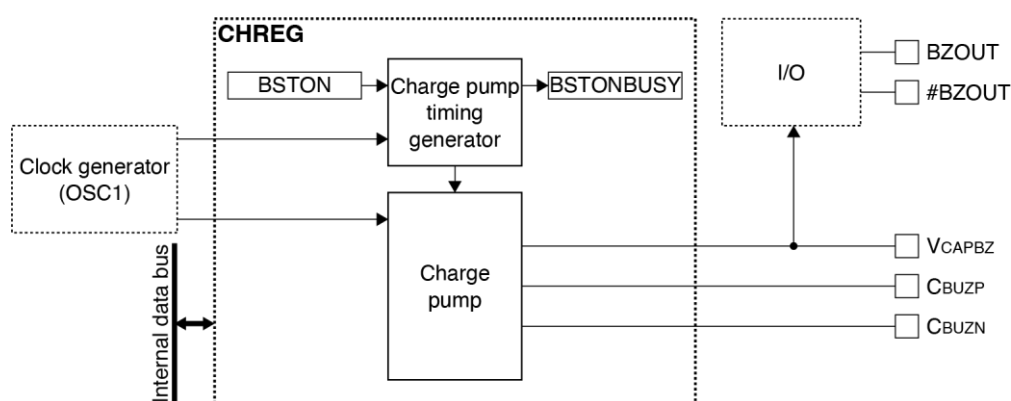 CHREG
BSTON
Charge pump
timing
generator
BSTONBUSY
I/O
BZOUT
#BZOUT
Clock generator
(OSC1)
Charge
pump
VCAPBZ
CBUZP
CBUZN
Internal data bus